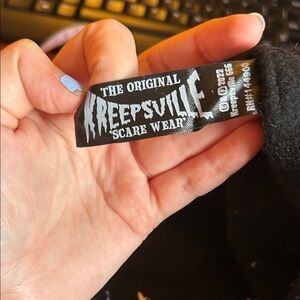 THE ORIGINAL
KREEPSVILLE
'SCARE WEAR'
©® 2022
Kreepsville 666
RN#144900